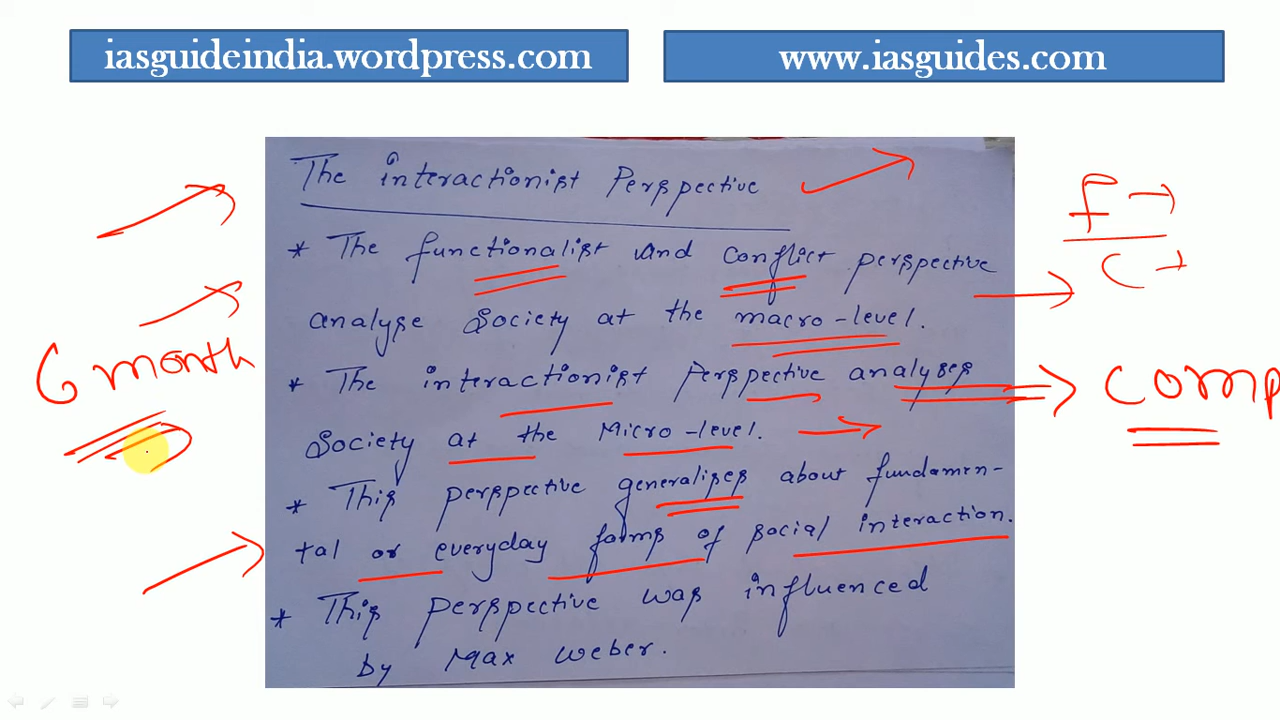 iasguideindia.wordpress.com
www.iasguides.com
The interactionist Perspective
* The functionalist and conflict perspective
analyse Society at the macro-level.
* The interactionist Perspective analyses
Society at the Micro-level.
* This perspective generalises about fundamen-
tal or everyday forms of social interaction.
* This perspective was influenced
by Max weber.
f →
C →
6 month
comp